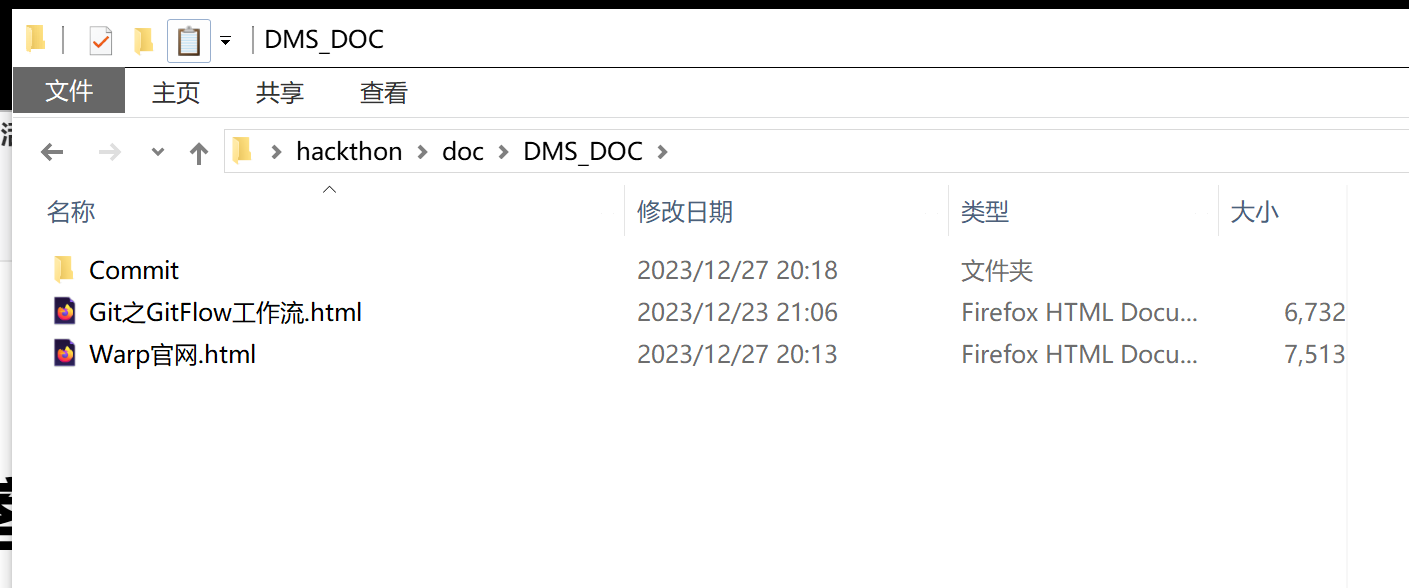 DMS_DOC
文件 主页 共享 查看
hackthon doc DMS_DOC
名称 修改日期 类型 大小
Commit 2023/12/27 20:18 文件夹
Git之GitFlow工作流.html 2023/12/23 21:06 Firefox HTML Docu... 6,732
Warp官网.html 2023/12/27 20:13 Firefox HTML Docu... 7,513